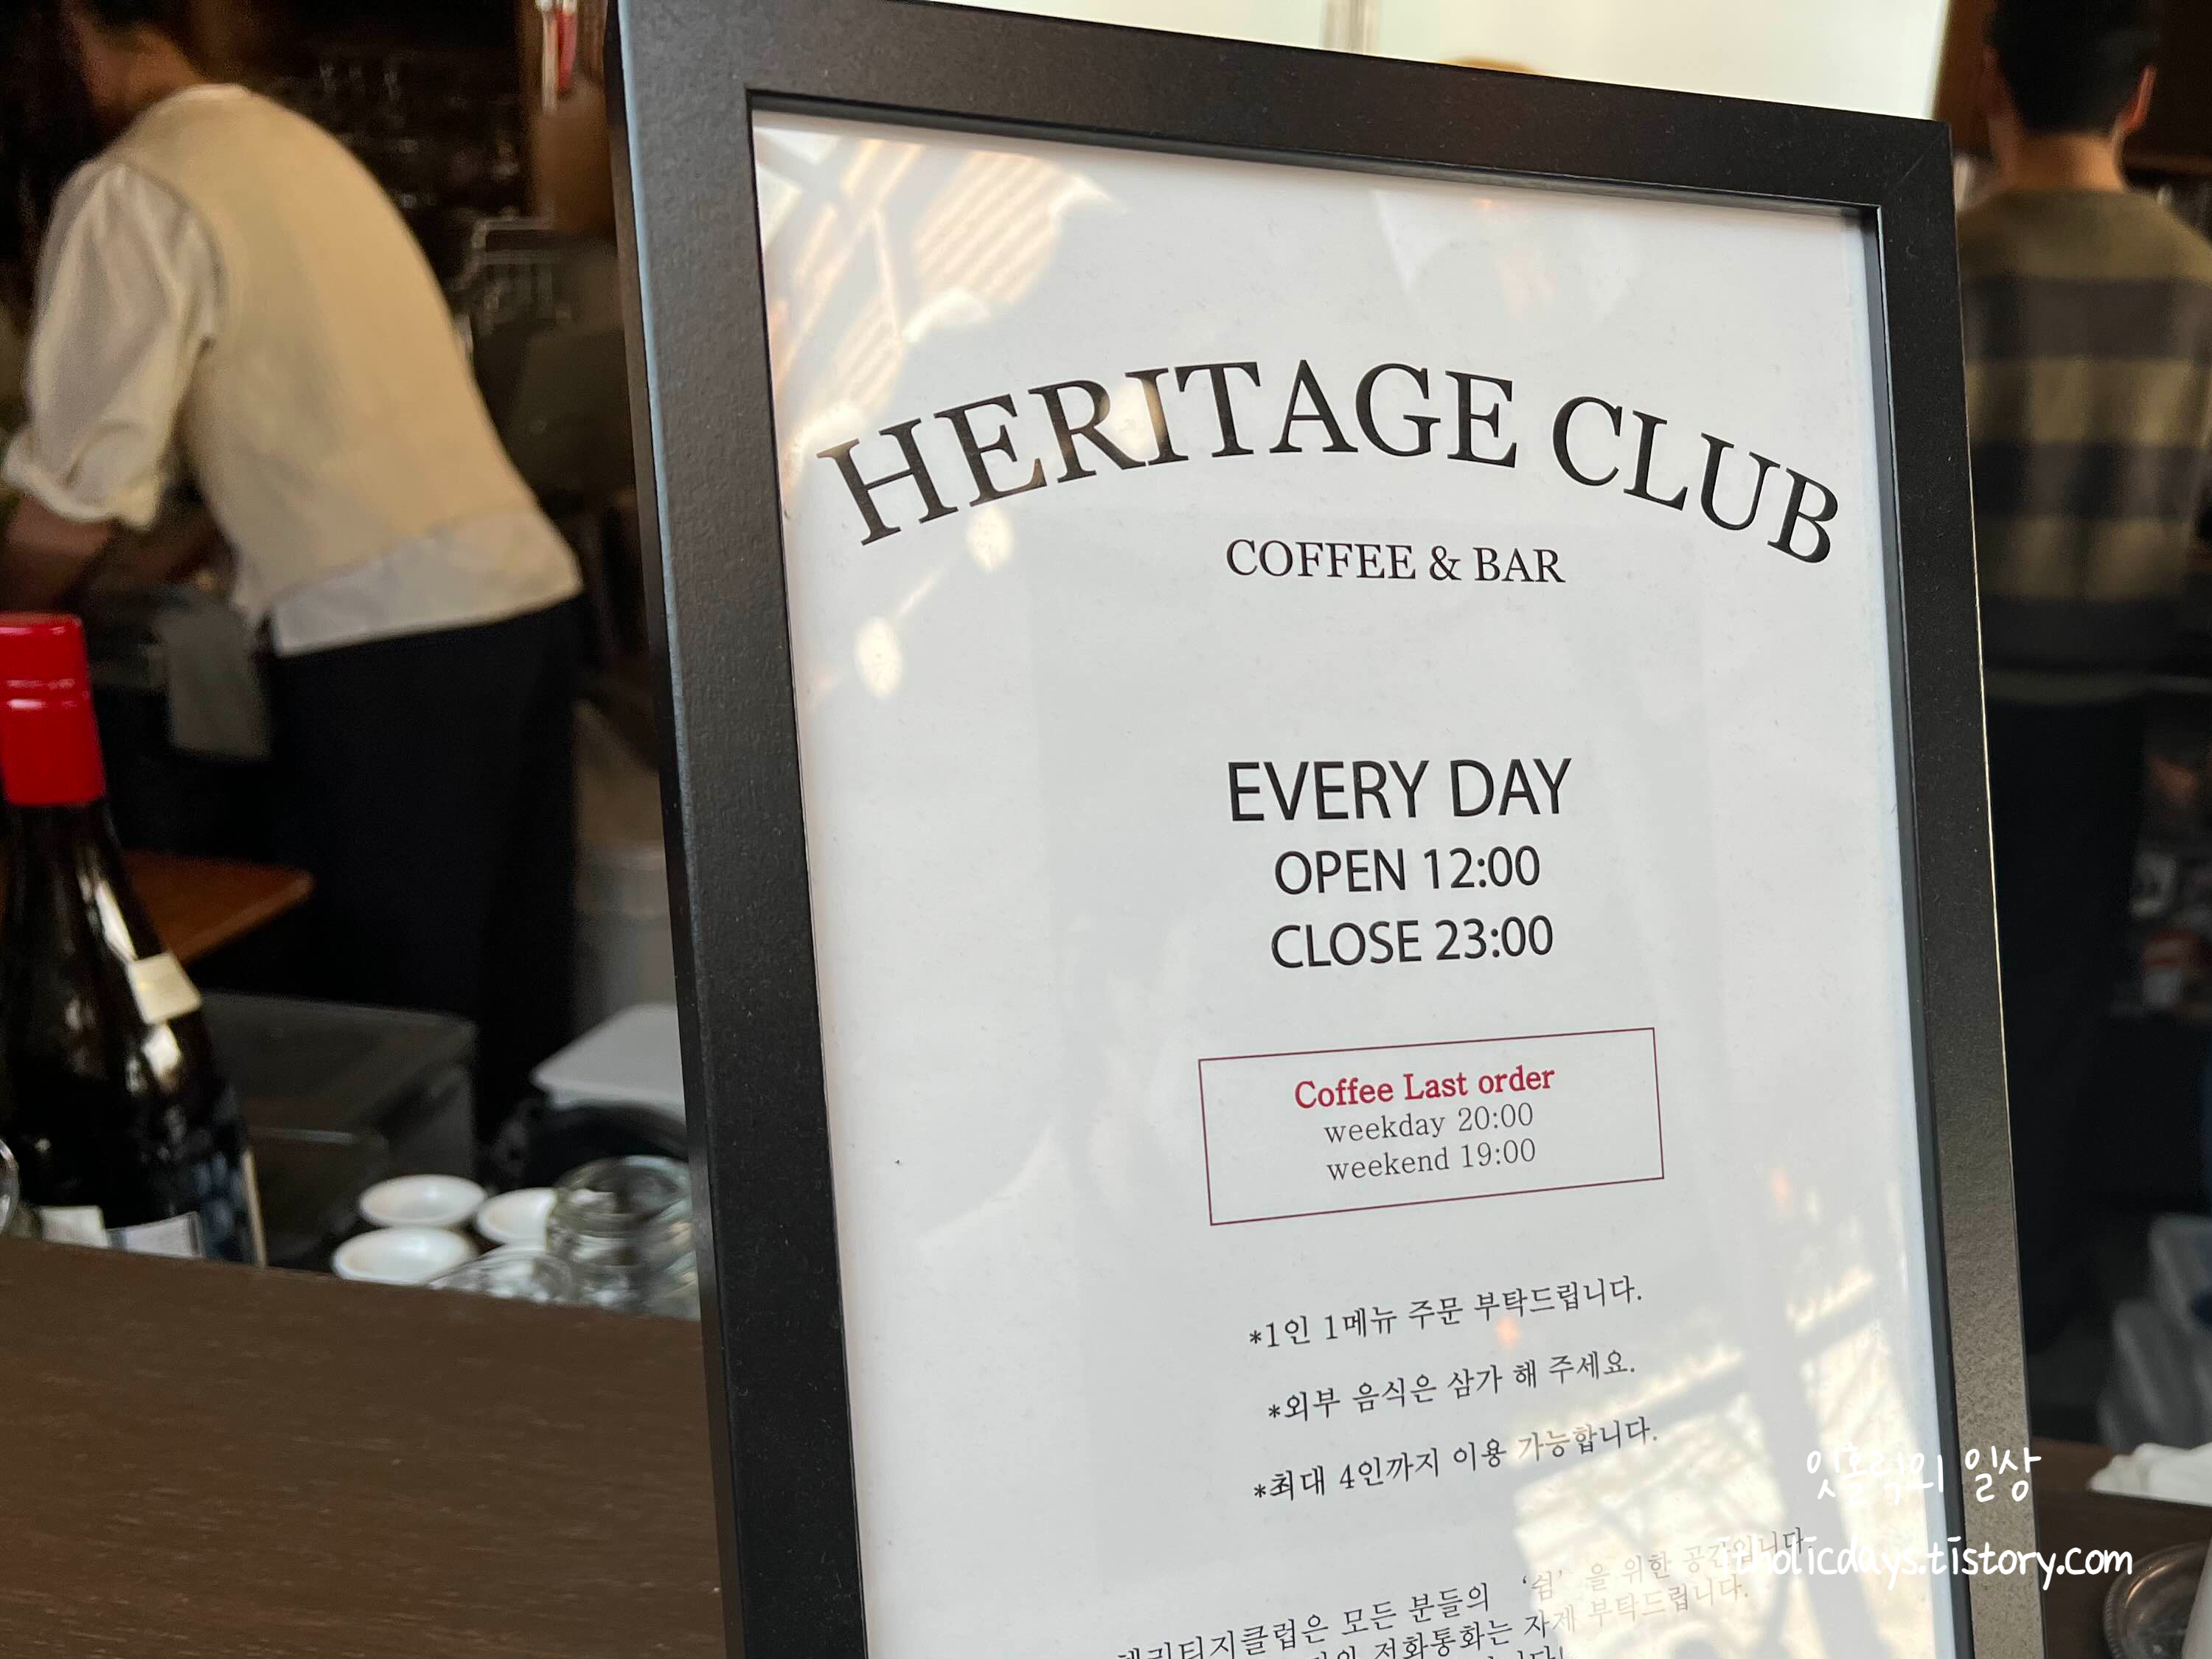 HERITAGE CLUB
COFFEE & BAR
EVERY DAY
OPEN 12:00
CLOSE 23:00
Coffee Last order
weekday 20:00
weekend 19:00
*1인 1메뉴 주문 부탁드립니다.
*외부 음식은 삼가 해 주세요.
*최대 4인까지 이용 가능합니다.
헤리티지클럽은 모든 분들의 ‘쉼’ 을 위한 공간입니다.
전화통화는 자제 부탁드립니다.
잇홀릭의 일상
itholicdays.tistory.com